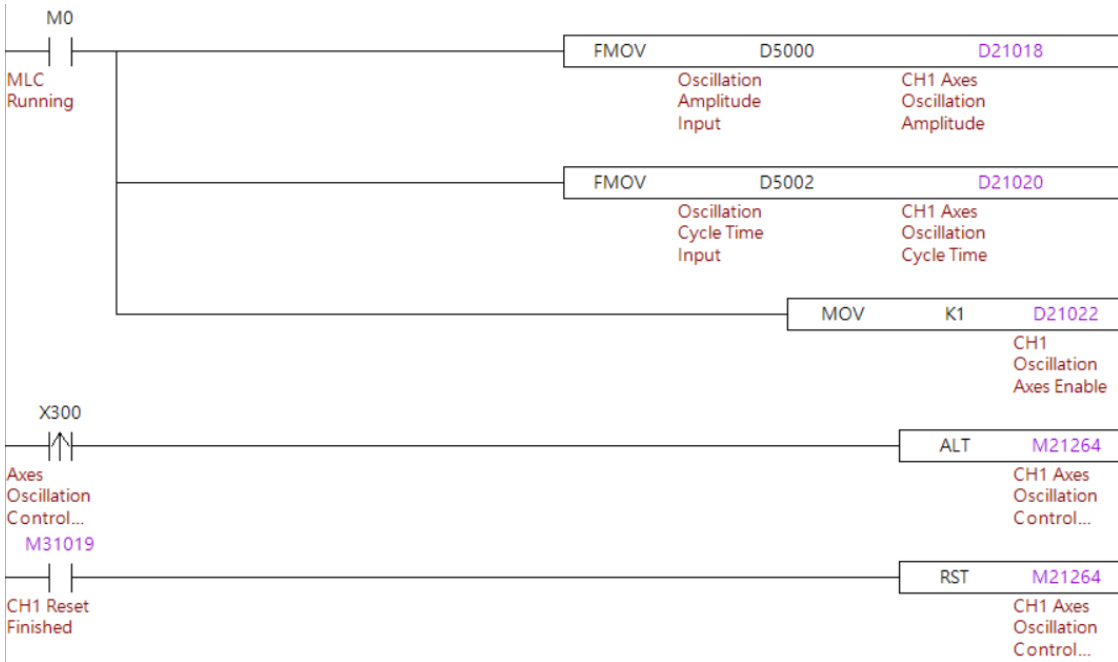 M0
MLC
Running
FMOV D5000 D21018
Oscillation
Amplitude
Input
CH1 Axes
Oscillation
Amplitude
FMOV D5002 D21020
Oscillation
Cycle Time
Input
CH1 Axes
Oscillation
Cycle Time
MOV K1 D21022
CH1
Oscillation
Axes Enable
X300
Axes
Oscillation
Control...
ALT M21264
CH1 Axes
Oscillation
Control...
M31019
CH1 Reset
Finished
RST M21264
CH1 Axes
Oscillation
Control...